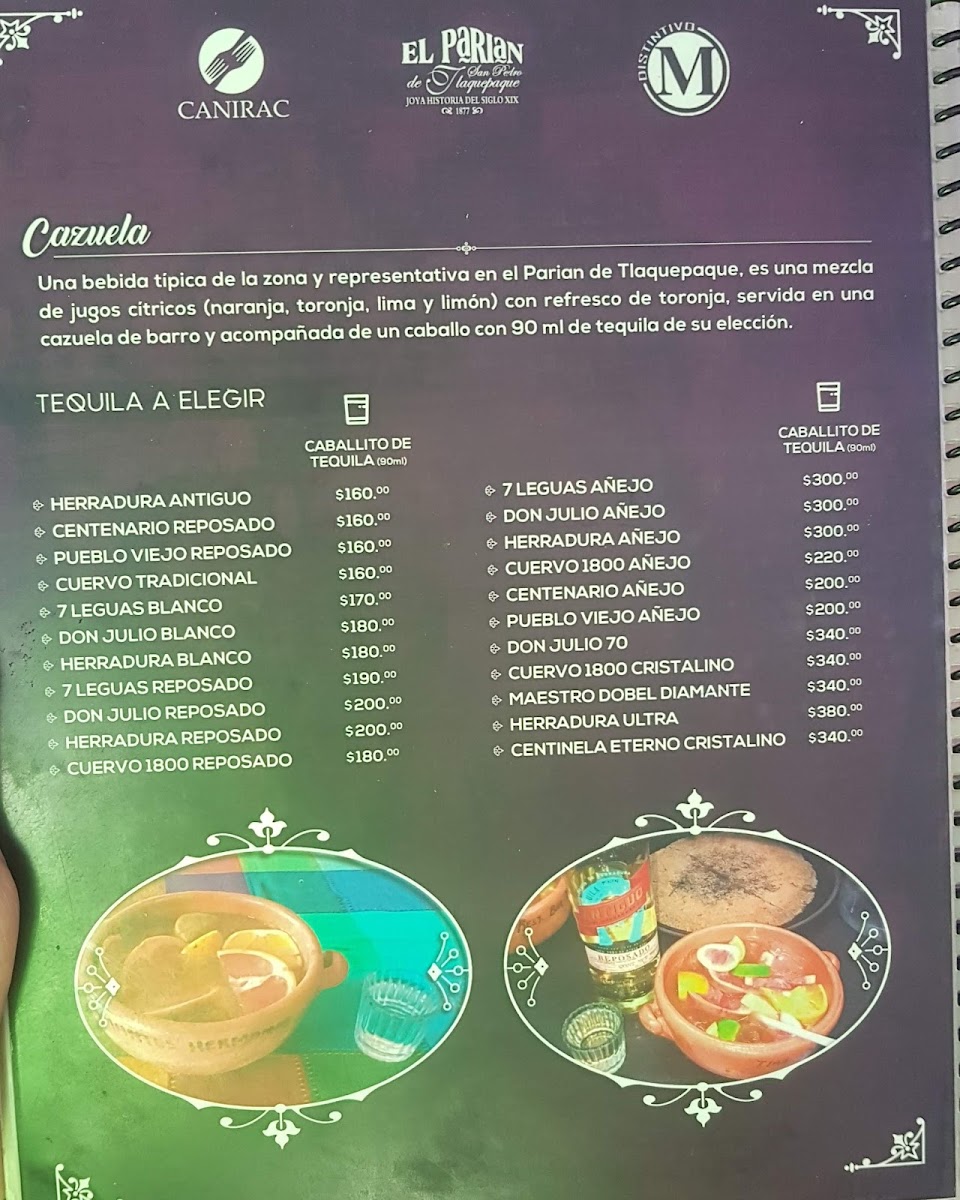 CANIRAC
EL PARIAN
de San Pedro
Tlaquepaque
JOYA HISTORIA DEL SIGLO XIX
1877
DISTINTIVO
M
Cazuela
Una bebida típica de la zona y representativa en el Parian de Tlaquepaque, es una mezcla
de jugos cítricos (naranja, toronja, lima y limón) con refresco de toronja, servida en una
cazuela de barro y acompañada de un caballo con 90 ml de tequila de su elección.
TEQUILA A ELEGIR
CABALLITO DE
TEQUILA (90ml)
HERRADURA ANTIGUO $160.00
CENTENARIO REPOSADO $160.00
PUEBLO VIEJO REPOSADO $160.00
CUERVO TRADICIONAL $160.00
7 LEGUAS BLANCO $170.00
DON JULIO BLANCO $180.00
HERRADURA BLANCO $180.00
7 LEGUAS REPOSADO $190.00
DON JULIO REPOSADO $200.00
HERRADURA REPOSADO $200.00
CUERVO 1800 REPOSADO $180.00
CABALLITO DE
TEQUILA (90ml)
7 LEGUAS AÑEJO $300.00
DON JULIO AÑEJO $300.00
HERRADURA AÑEJO $300.00
CUERVO 1800 AÑEJO $220.00
CENTENARIO AÑEJO $200.00
PUEBLO VIEJO AÑEJO $200.00
DON JULIO 70 $340.00
CUERVO 1800 CRISTALINO $340.00
MAESTRO DOBEL DIAMANTE $340.00
HERRADURA ULTRA $380.00
CENTINELA ETERNO CRISTALINO $340.00
REPOSADO